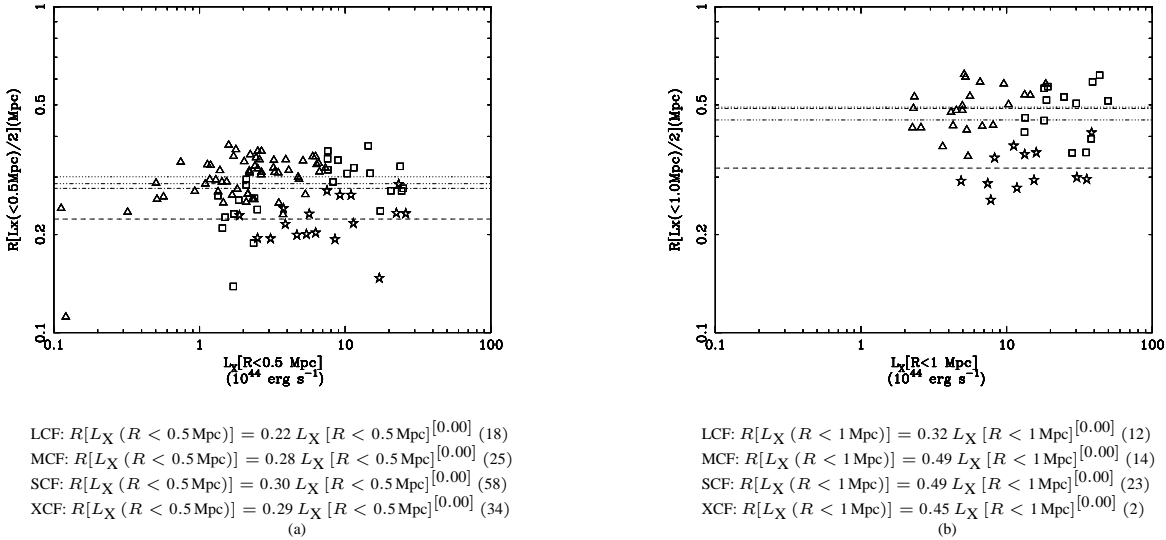 1
0.5
0.2
0.1
R[Lx(<0.5Mpc)/2](Mpc)
0.1 1 10 100
L_X[R<0.5 Mpc]
(10^44 erg s^−1)
LCF: R[L_X (R < 0.5 Mpc)] = 0.22 L_X [R < 0.5 Mpc]^[0.00] (18)
MCF: R[L_X (R < 0.5 Mpc)] = 0.28 L_X [R < 0.5 Mpc]^[0.00] (25)
SCF: R[L_X (R < 0.5 Mpc)] = 0.30 L_X [R < 0.5 Mpc]^[0.00] (58)
XCF: R[L_X (R < 0.5 Mpc)] = 0.29 L_X [R < 0.5 Mpc]^[0.00] (34)
(a)
1
0.5
0.2
0.1
R[Lx(<1.0Mpc)/2](Mpc)
0.1 1 10 100
L_X[R<1 Mpc]
(10^44 erg s^−1)
LCF: R[L_X (R < 1 Mpc)] = 0.32 L_X [R < 1 Mpc]^[0.00] (12)
MCF: R[L_X (R < 1 Mpc)] = 0.49 L_X [R < 1 Mpc]^[0.00] (14)
SCF: R[L_X (R < 1 Mpc)] = 0.49 L_X [R < 1 Mpc]^[0.00] (23)
XCF: R[L_X (R < 1 Mpc)] = 0.45 L_X [R < 1 Mpc]^[0.00] (2)
(b)